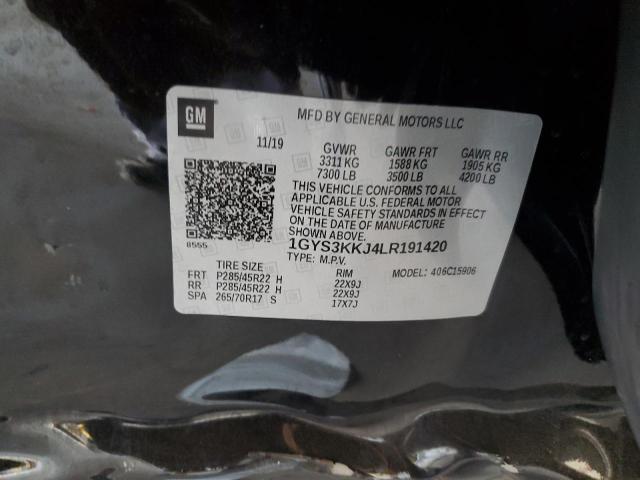 GM
MFD BY GENERAL MOTORS LLC
11/19
GVWR GAWR FRT GAWR RR
3311 KG 1588 KG 1905 KG
7300 LB 3500 LB 4200 LB
THIS VEHICLE CONFORMS TO ALL
APPLICABLE U.S. FEDERAL MOTOR
VEHICLE SAFETY STANDARDS IN EFFECT
ON THE DATE OF MANUFACTURE
SHOWN ABOVE.
8555
1GYS3KKJ4LR191420
TYPE: M.P.V.
TIRE SIZE RIM MODEL: 406C15906
FRT P285/45R22 H 22X9J
RR P285/45R22 H 22X9J
SPA 265/70R17 S 17X7J